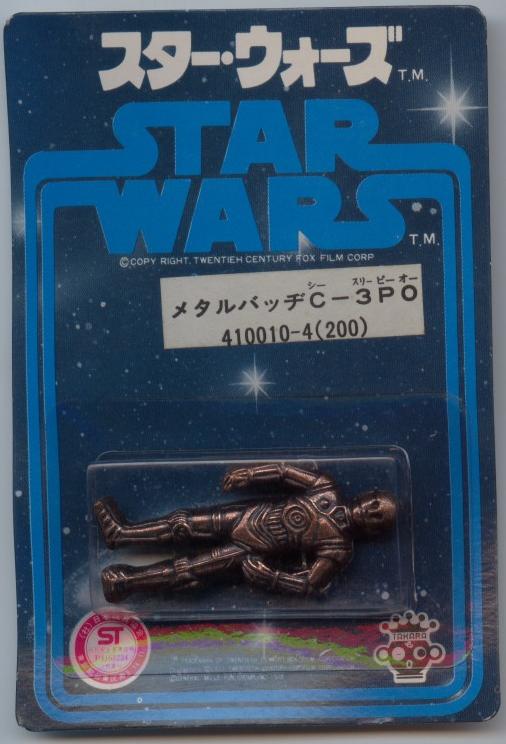 スター・ウォーズ T.M.
STAR
WARS T.M.
©COPY RIGHT, TWENTIEH CENTURY FOX FILM CORP
シー スリー ピー オー
メタルバッヂC-3PO
410010-4(200)
ST
TAKARA